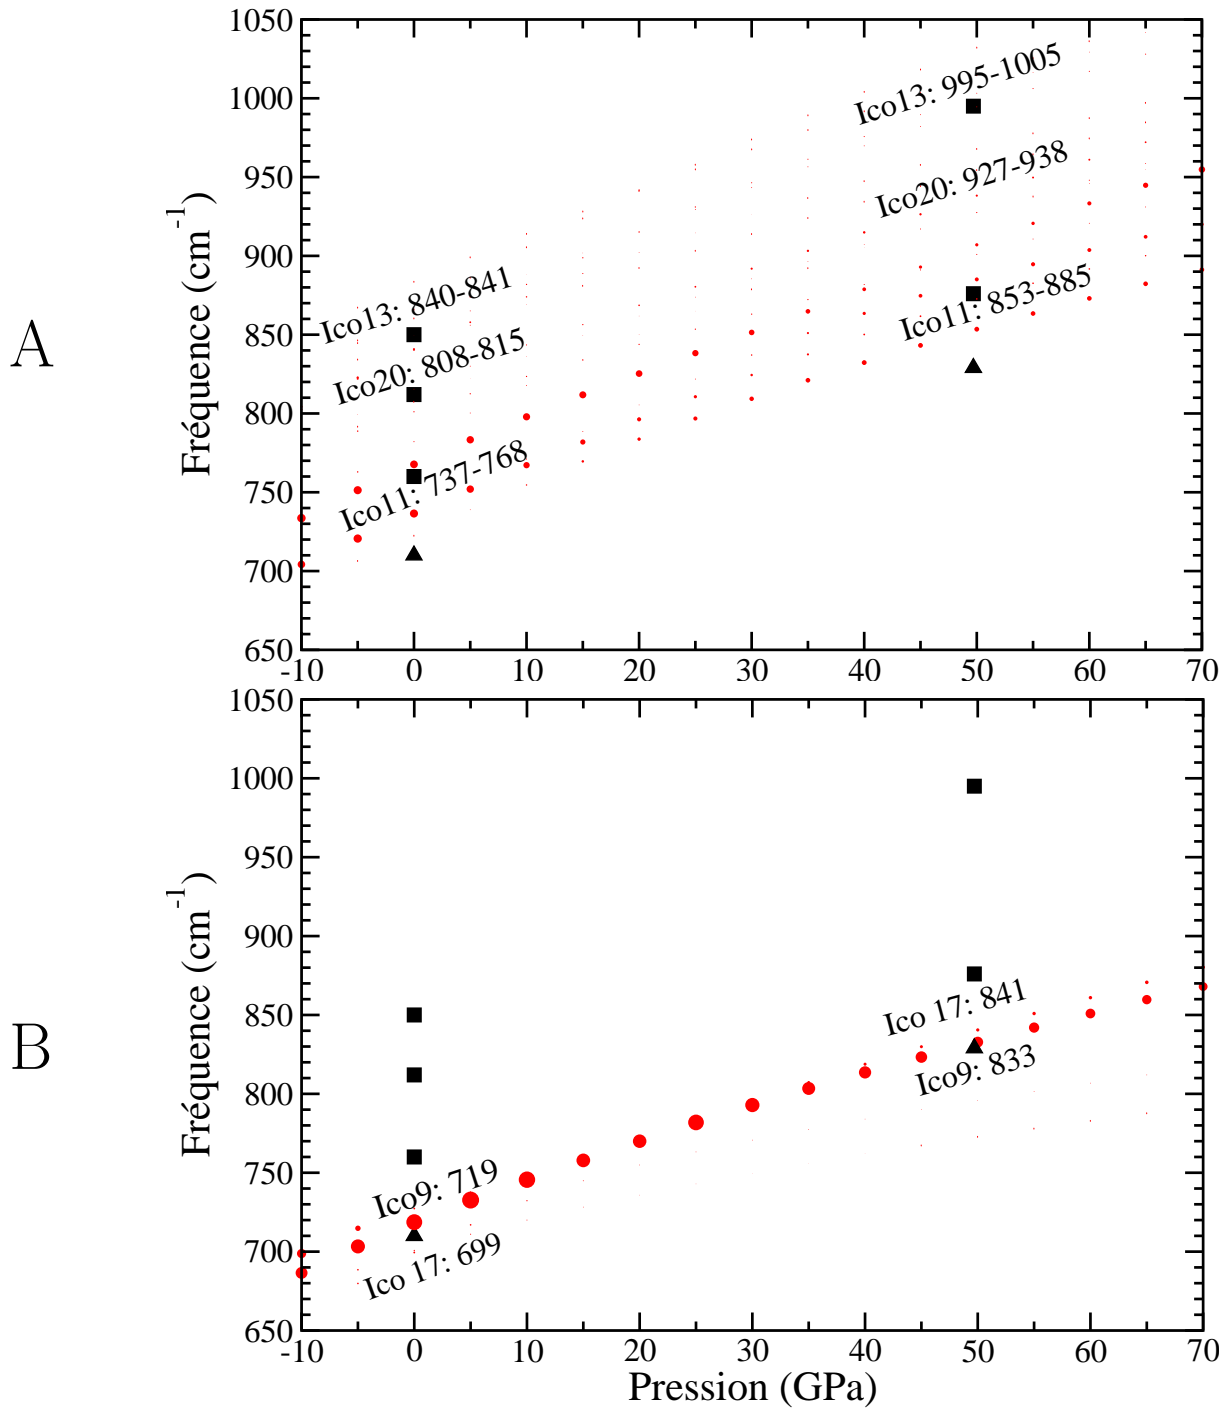 A
Fréquence (cm-1)
1050
1000
950
900
850
800
750
700
650
Ico13: 995-1005
Ico20: 927-938
Ico11: 853-885
Ico13: 840-841
Ico20: 808-815
Ico11: 737-768
-10 0 10 20 30 40 50 60 70
B
Fréquence (cm-1)
1050
1000
950
900
850
800
750
700
650
Ico 17: 841
Ico9: 833
Ico9: 719
Ico 17: 699
-10 0 10 20 30 40 50 60 70
Pression (GPa)